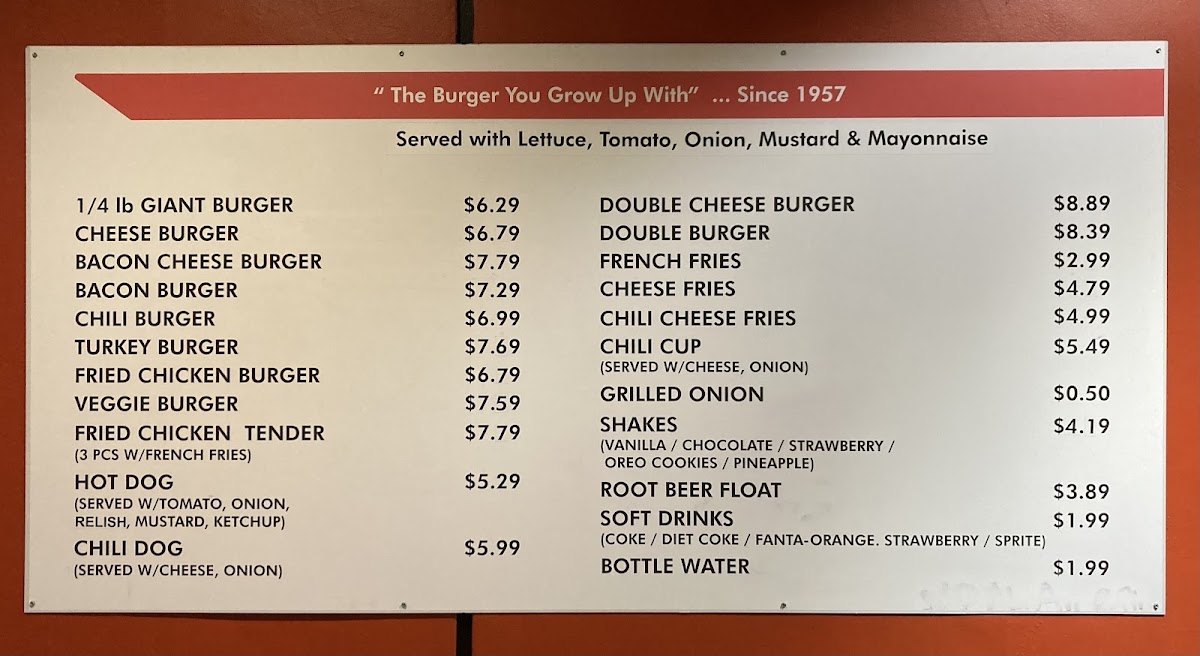 “ The Burger You Grow Up With” ... Since 1957
Served with Lettuce, Tomato, Onion, Mustard & Mayonnaise
1/4 lb GIANT BURGER $6.29
CHEESE BURGER $6.79
BACON CHEESE BURGER $7.79
BACON BURGER $7.29
CHILI BURGER $6.99
TURKEY BURGER $7.69
FRIED CHICKEN BURGER $6.79
VEGGIE BURGER $7.59
FRIED CHICKEN TENDER $7.79
(3 PCS W/FRENCH FRIES)
HOT DOG $5.29
(SERVED W/TOMATO, ONION,
RELISH, MUSTARD, KETCHUP)
CHILI DOG $5.99
(SERVED W/CHEESE, ONION)
DOUBLE CHEESE BURGER $8.89
DOUBLE BURGER $8.39
FRENCH FRIES $2.99
CHEESE FRIES $4.79
CHILI CHEESE FRIES $4.99
CHILI CUP $5.49
(SERVED W/CHEESE, ONION)
GRILLED ONION $0.50
SHAKES $4.19
(VANILLA / CHOCOLATE / STRAWBERRY /
OREO COOKIES / PINEAPPLE)
ROOT BEER FLOAT $3.89
SOFT DRINKS $1.99
(COKE / DIET COKE / FANTA-ORANGE. STRAWBERRY / SPRITE)
BOTTLE WATER $1.99